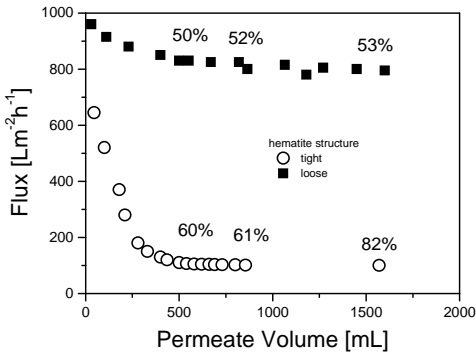 1000
800
600
400
200
0
Flux [Lm-2h-1]
50%
52%
53%
hematite structure
tight
loose
60%
61%
82%
0 500 1000 1500 2000
Permeate Volume [mL]